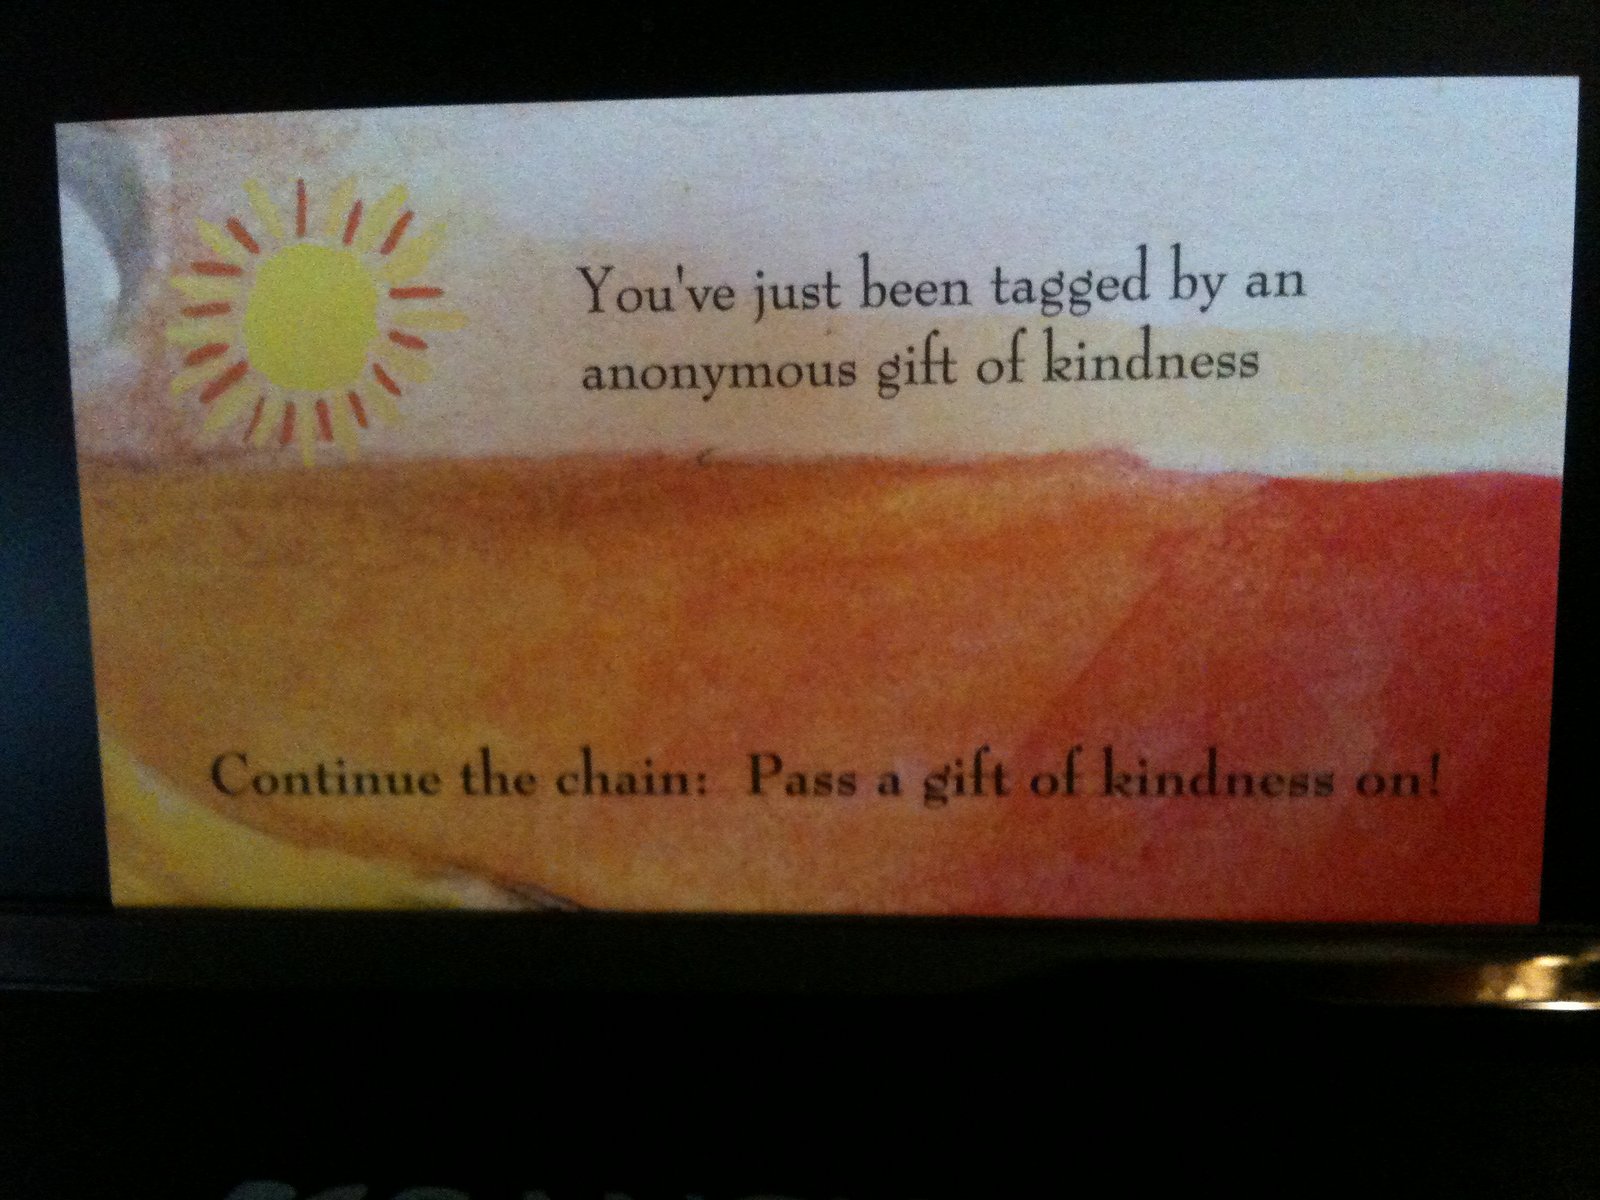 You've just been tagged by an
anonymous gift of kindness
Continue the chain: Pass a gift of kindness on!